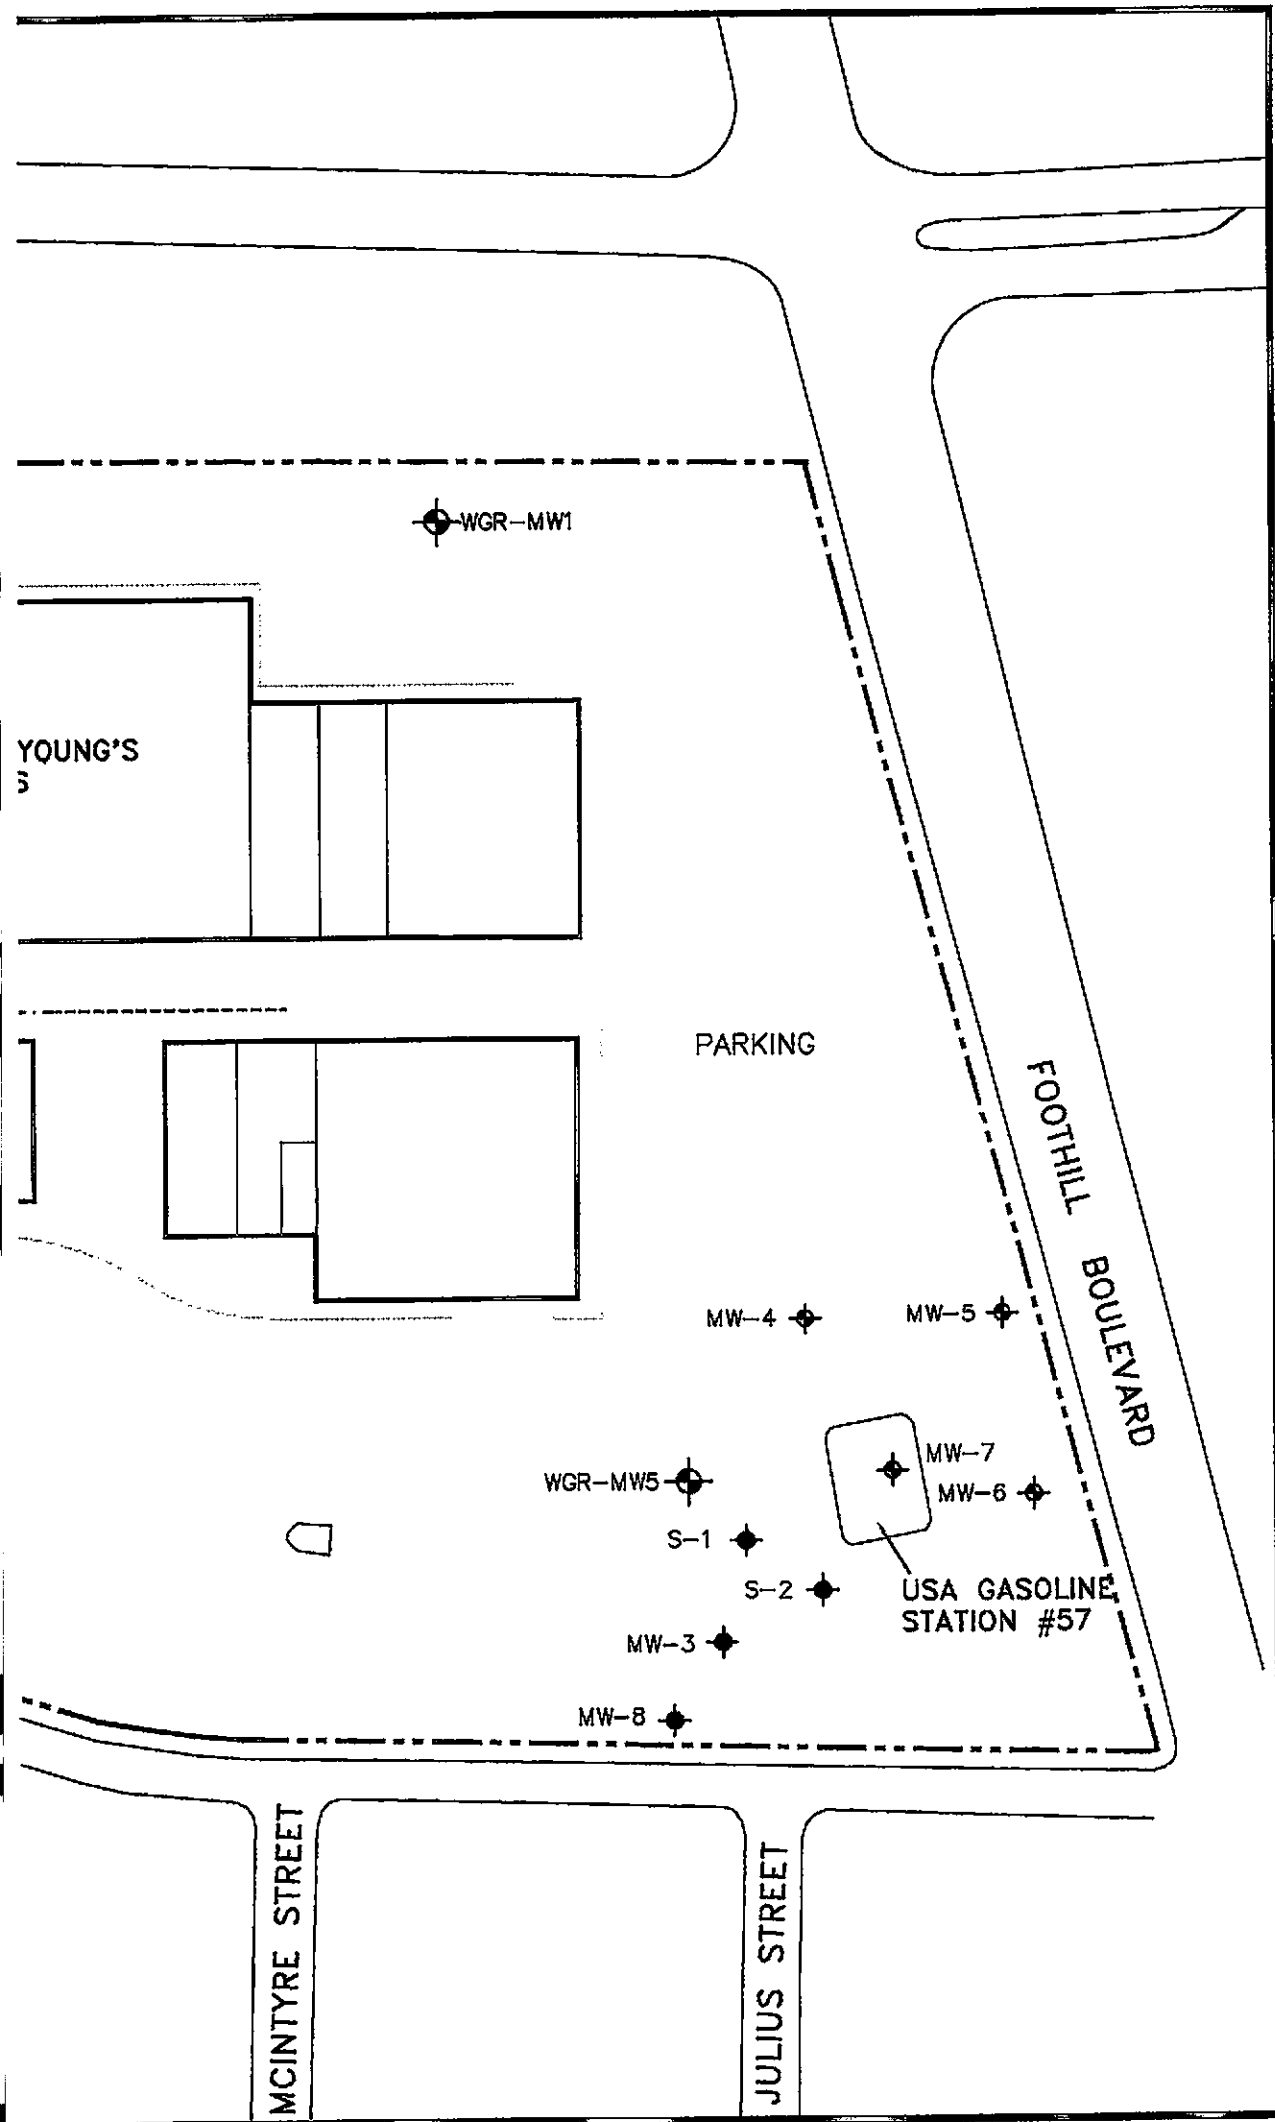 WGR-MW1
YOUNG'S
S
PARKING
FOOTHILL BOULEVARD
MW-4
MW-5
MW-7
WGR-MW5
MW-6
S-1
S-2
USA GASOLINE
STATION #57
MW-3
MW-8
MCINTYRE STREET
JULIUS STREET